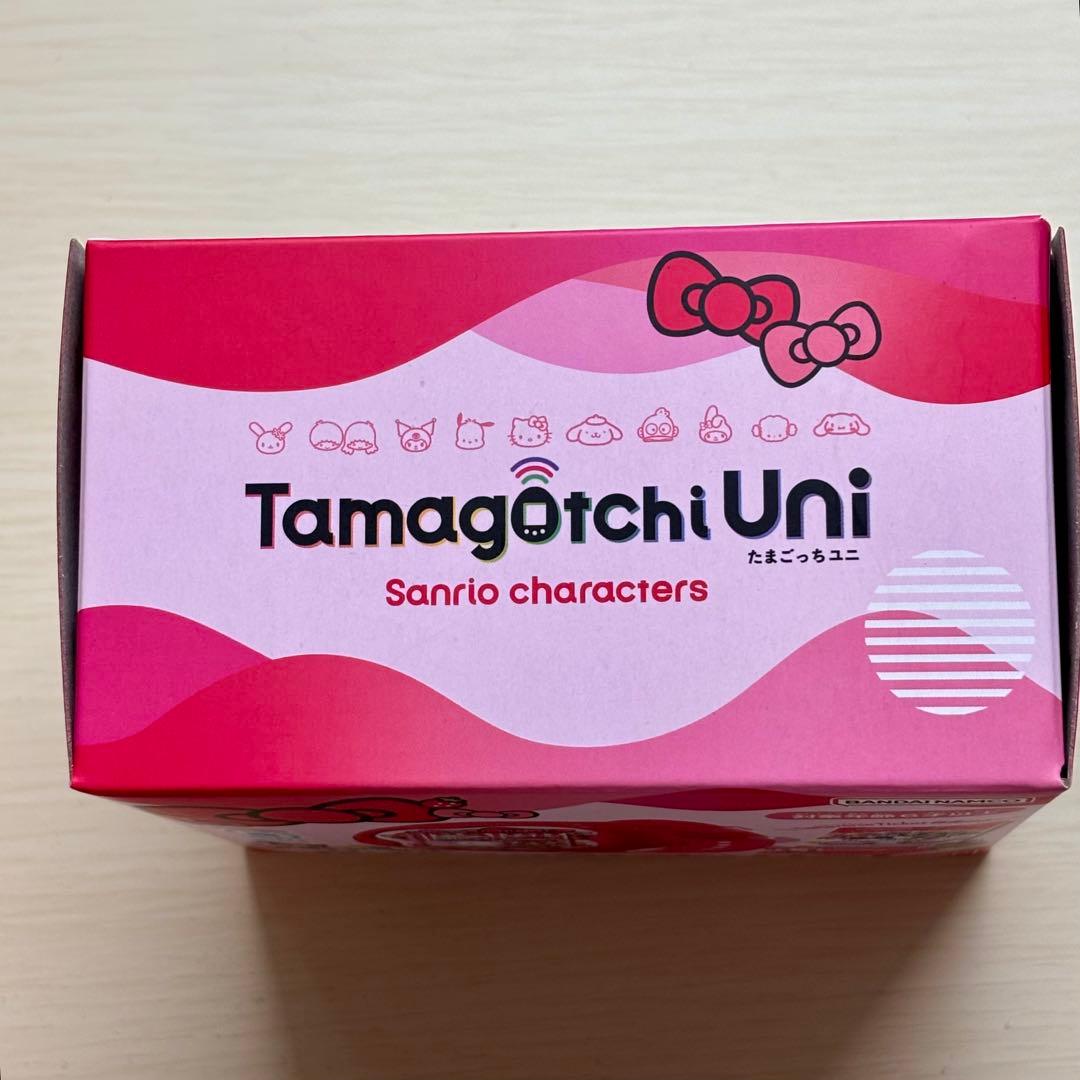 Tamagotchi Uni
たまごっちユニ
Sanrio characters
BANDAI NAMCO